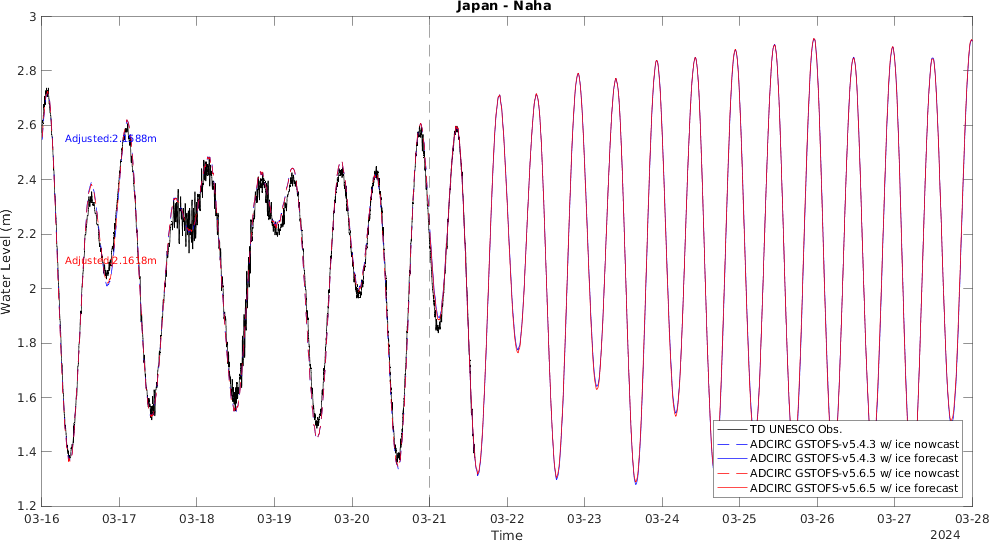 Japan - Naha
3
2.8
2.6
2.4
2.2
2
1.8
1.6
1.4
1.2
Water Level (m)
Adjusted:2.1588m
Adjusted:2.1618m
TD UNESCO Obs.
ADCIRC GSTOFS-v5.4.3 w/ ice nowcast
ADCIRC GSTOFS-v5.4.3 w/ ice forecast
ADCIRC GSTOFS-v5.6.5 w/ ice nowcast
ADCIRC GSTOFS-v5.6.5 w/ ice forecast
03-16 03-17 03-18 03-19 03-20 03-21 03-22 03-23 03-24 03-25 03-26 03-27 03-28
Time
2024